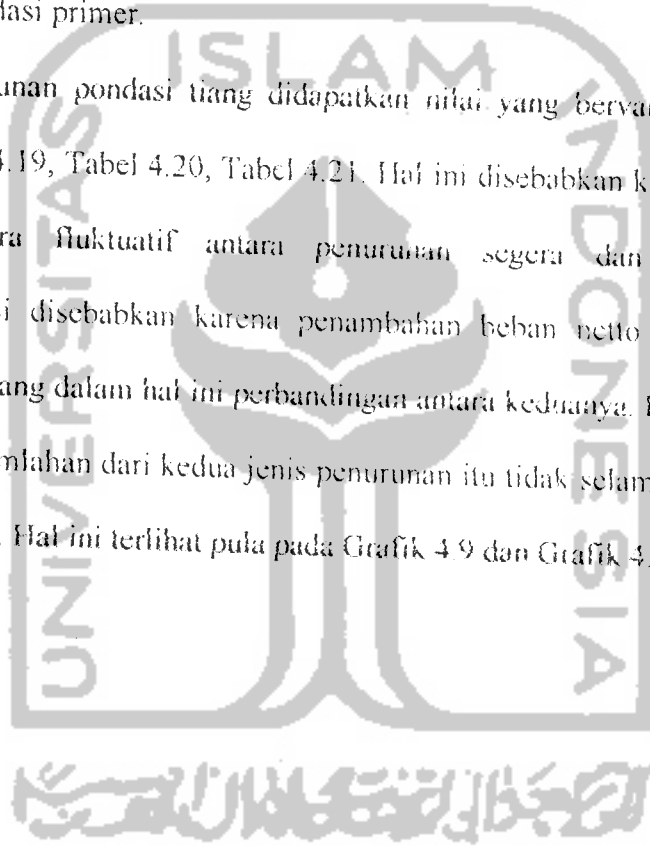 dasi primer.
unan pondasi tiang didapatkan nilai yang berva
4.19, Tabel 4.20, Tabel 4.21. Hal ini disebabkan k
ra fluktuatif antara penurunan segera dan
i disebabkan karena penambahan beban netto
ang dalam hal ini perbandingan antara keduanya.
mlahan dari kedua jenis penurunan itu tidak selam
. Hal ini terlihat pula pada Grafik 4.9 dan Grafik 4.
ISLAM
UNIVERSITAS
INDONESIA